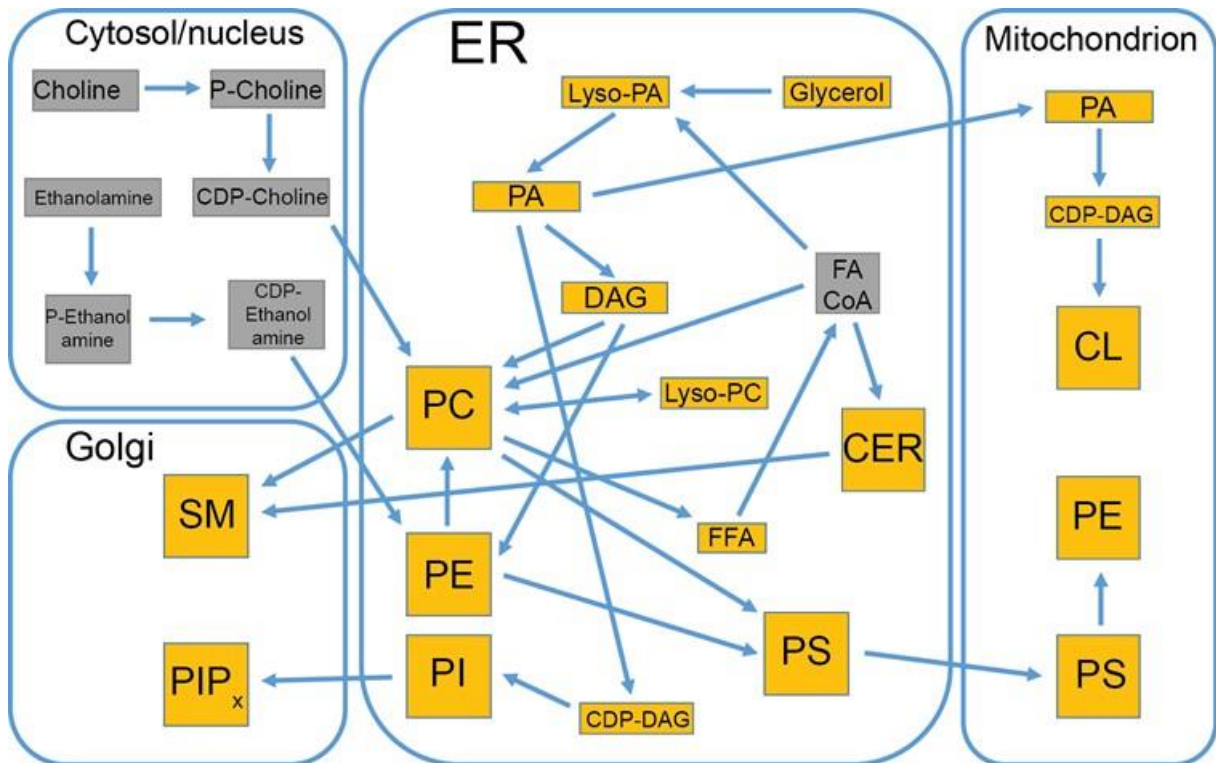 Cytosol/nucleus
Choline
P-Choline
Ethanolamine
CDP-Choline
P-Ethanol
amine
CDP-
Ethanol
amine
Golgi
SM
PIP x
ER
Lyso-PA
Glycerol
PA
DAG
FA
CoA
PC
Lyso-PC
CER
FFA
PE
PS
PI
CDP-DAG
Mitochondrion
PA
CDP-DAG
CL
PE
PS